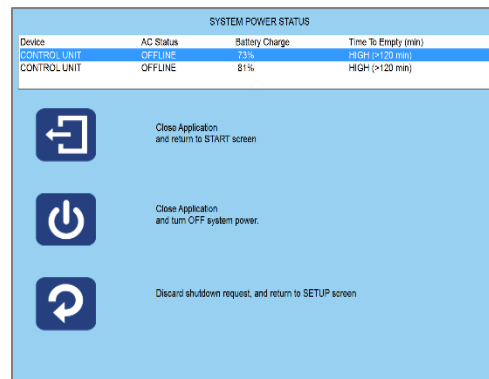 SYSTEM POWER STATUS
Device AC Status Battery Charge Time To Empty (min)
CONTROL UNIT OFFLINE 73% HIGH (>120 min)
CONTROL UNIT OFFLINE 81% HIGH (>120 min)
Close Application
and return to START screen
Close Application
and turn OFF system power.
Discard shutdown request, and return to SETUP screen